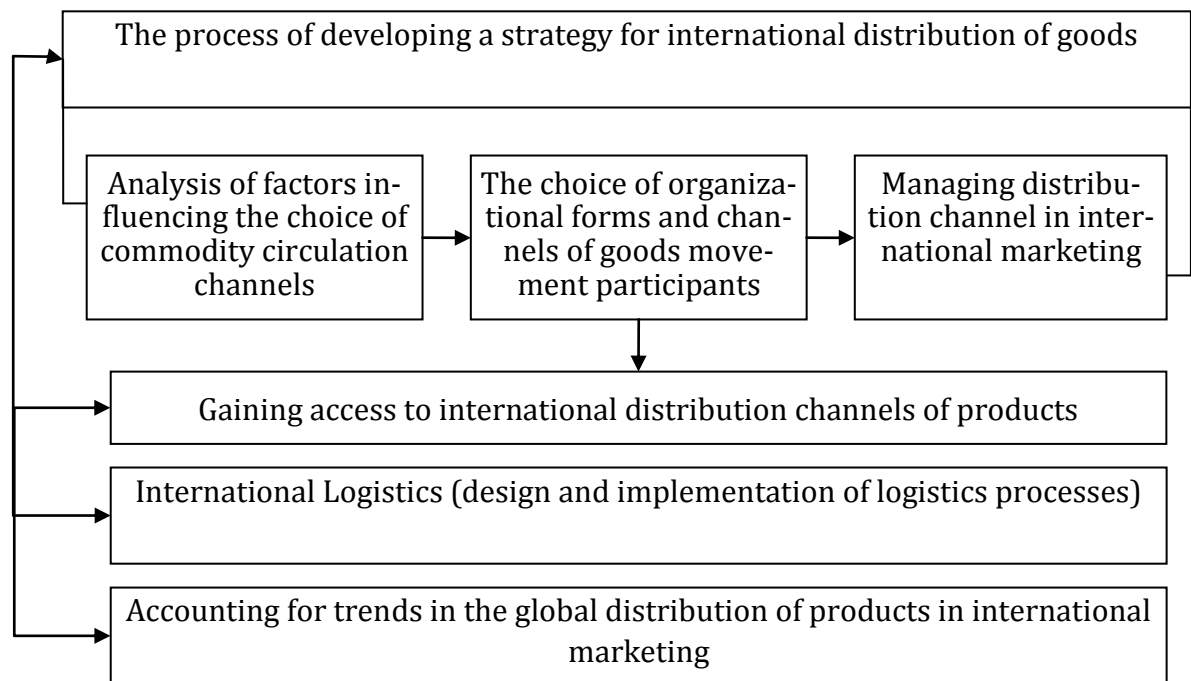 The process of developing a strategy for international distribution of goods
Analysis of factors in-
fluencing the choice of
commodity circulation
channels
The choice of organiza-
tional forms and chan-
nels of goods move-
ment participants
Managing distribu-
tion channel in inter-
national marketing
Gaining access to international distribution channels of products
International Logistics (design and implementation of logistics processes)
Accounting for trends in the global distribution of products in international
marketing